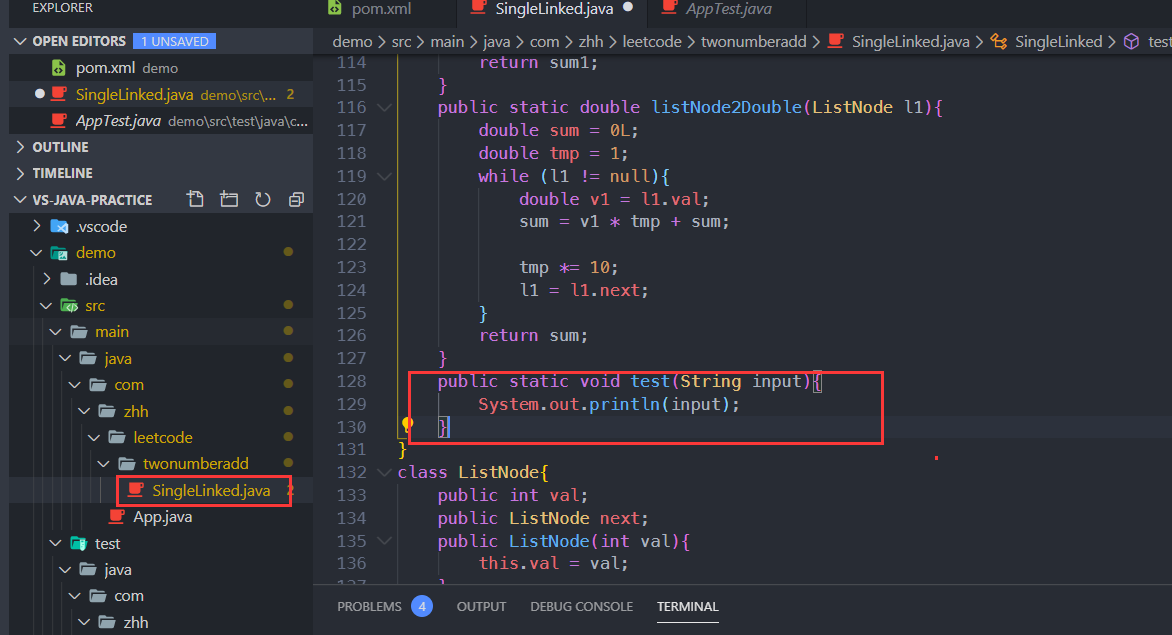 EXPLORER
OPEN EDITORS 1 UNSAVED
pom.xml demo
SingleLinked.java demo\src\... 2
AppTest.java demo\src\test\java\c...
OUTLINE
TIMELINE
VS-JAVA-PRACTICE
.vscode
demo
.idea
src
main
java
com
zhh
leetcode
twonumberadd
SingleLinked.java 2
App.java
test
java
com
zhh
pom.xml SingleLinked.java AppTest.java
demo > src > main > java > com > zhh > leetcode > twonumberadd > SingleLinked.java > SingleLinked > test
114 return sum1;
115 }
116 public static double listNode2Double(ListNode l1){
117 double sum = 0L;
118 double tmp = 1;
119 while (l1 != null){
120 double v1 = l1.val;
121 sum = v1 * tmp + sum;
122
123 tmp *= 10;
124 l1 = l1.next;
125 }
126 return sum;
127 }
128 public static void test(String input){
129 System.out.println(input);
130 }
131 }
132 class ListNode{
133 public int val;
134 public ListNode next;
135 public ListNode(int val){
136 this.val = val;
137 }
PROBLEMS 4 OUTPUT DEBUG CONSOLE TERMINAL